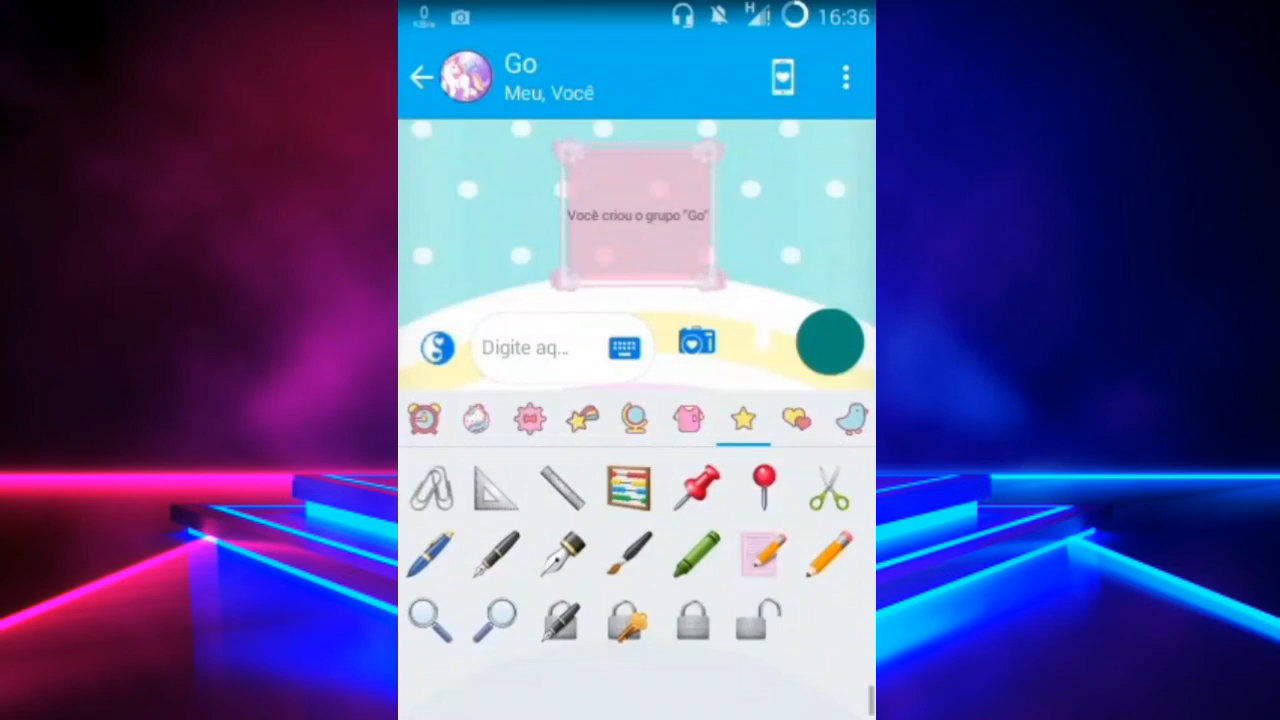 0
KB/s
H
16:36
Go
Meu, Você
Você criou o grupo "Go"
Digite aq...